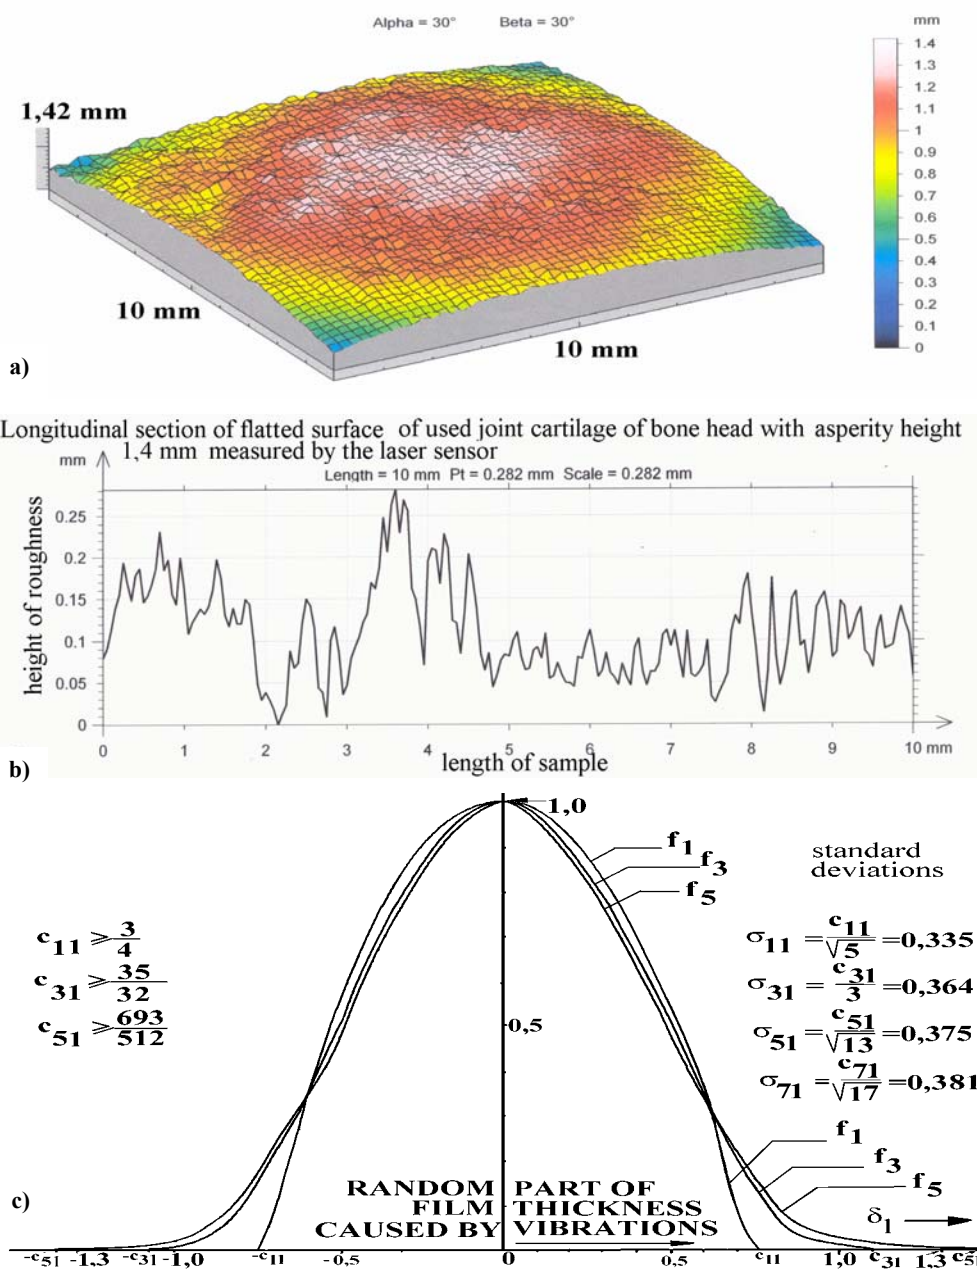 Alpha = 30° Beta = 30°
mm
1.4
1.3
1.2
1.1
1
0.9
0.8
0.7
0.6
0.5
0.4
0.3
0.2
0.1
0
1,42 mm
10 mm
10 mm
a)
Longitudinal section of flatted surface of used joint cartilage of bone head with asperity height
1,4 mm measured by the laser sensor
mm
Length = 10 mm Pt = 0.282 mm Scale = 0.282 mm
height of roughness
0.25
0.2
0.15
0.1
0.05
0
0 1 2 3 4 5 6 7 8 9 10 mm
length of sample
b)
1,0
f1
f3
f5
standard
deviations
c11 ⩾ 3/4
c31 ⩾ 35/32
c51 ⩾ 693/512
σ11 = c11/√5 =0,335
σ31 = c31/3 =0,364
σ51 = c51/√13 =0,375
σ71 = c71/√17 =0,381
0,5
f1
f3
f5
c)
RANDOM PART OF
FILM THICKNESS
CAUSED BY VIBRATIONS
δ1
-c51 -1,3 -c31 -1,0 -c11 -0,5 0 0,5 c11 1,0 c31 1,3 c51